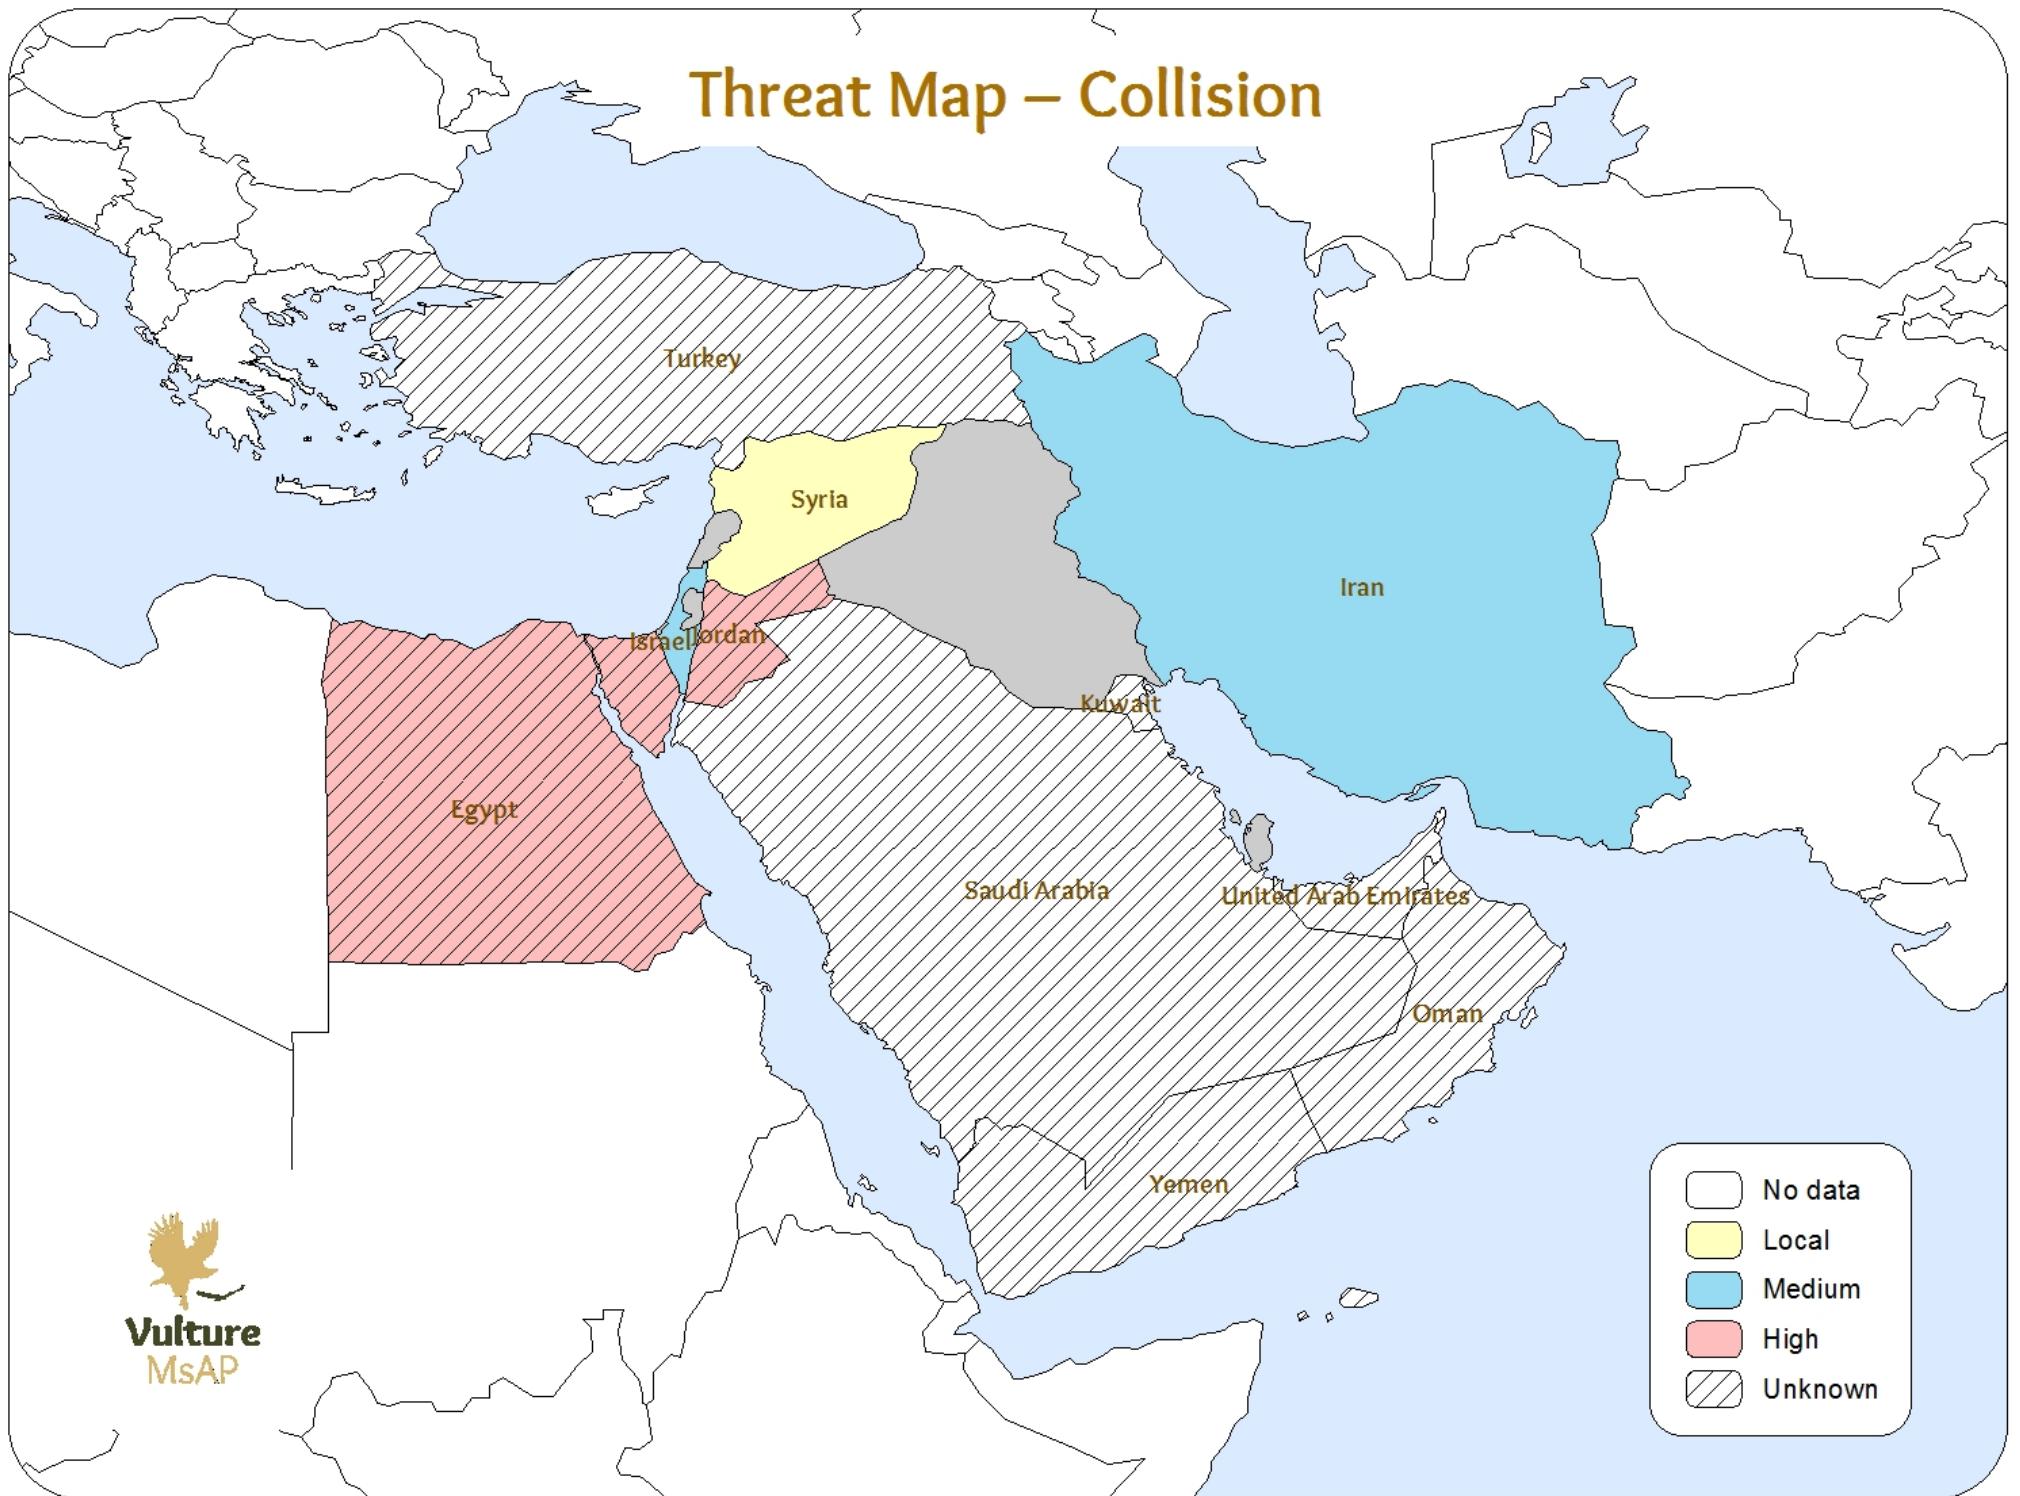 Threat Map – Collision
Turkey
Syria
Iran
Israel
Jordan
Kuwait
Egypt
Saudi Arabia
United Arab Emirates
Oman
Yemen
No data
Local
Medium
High
Unknown
Vulture
MsAP